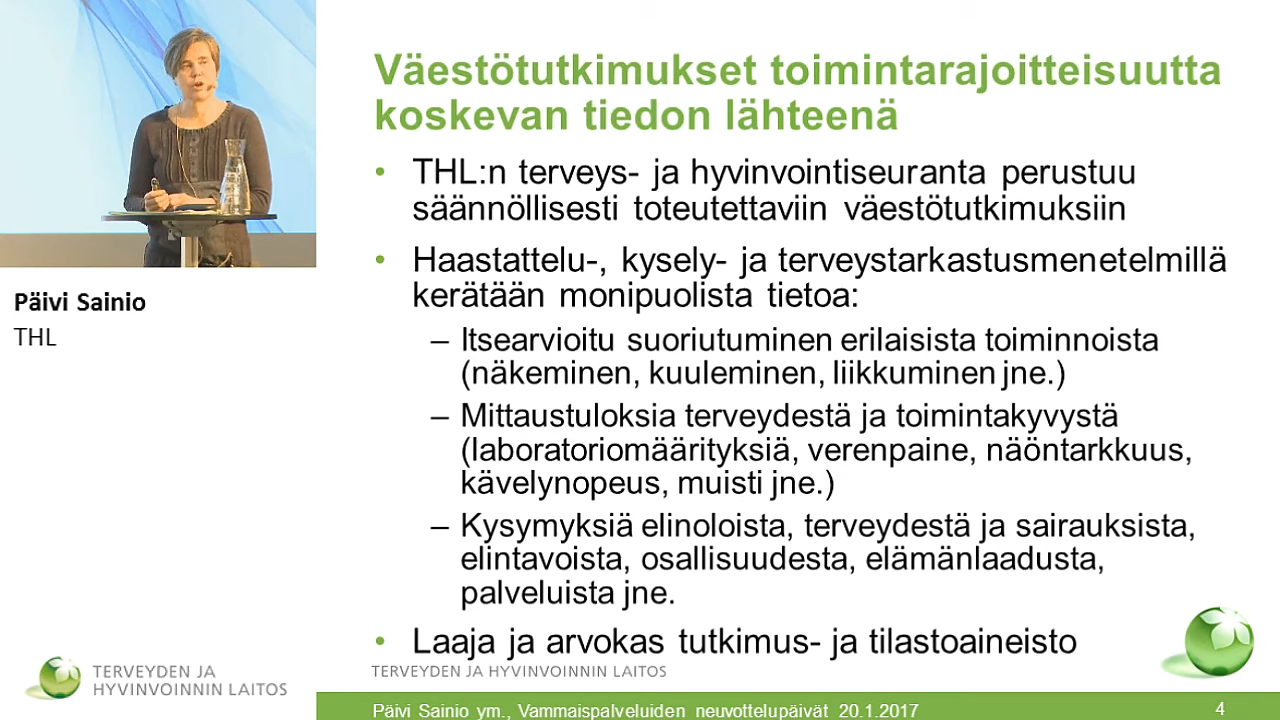 Väestötutkimukset toimintarajoitteisuutta
koskevan tiedon lähteenä
• THL:n terveys- ja hyvinvointiseuranta perustuu
säännöllisesti toteutettaviin väestötutkimuksiin
• Haastattelu-, kysely- ja terveystarkastusmenetelmillä
kerätään monipuolista tietoa:
– Itsearvioitu suoriutuminen erilaisista toiminnoista
(näkeminen, kuuleminen, liikkuminen jne.)
– Mittaustuloksia terveydestä ja toimintakyvystä
(laboratoriomäärityksiä, verenpaine, näöntarkkuus,
kävelynopeus, muisti jne.)
– Kysymyksiä elinoloista, terveydestä ja sairauksista,
elintavoista, osallisuudesta, elämänlaadusta,
palveluista jne.
• Laaja ja arvokas tutkimus- ja tilastoaineisto
TERVEYDEN JA HYVINVOINNIN LAITOS
Päivi Sainio ym., Vammaispalveluiden neuvottelupäivät 20.1.2017
4
Päivi Sainio
THL
TERVEYDEN JA
HYVINVOINNIN LAITOS